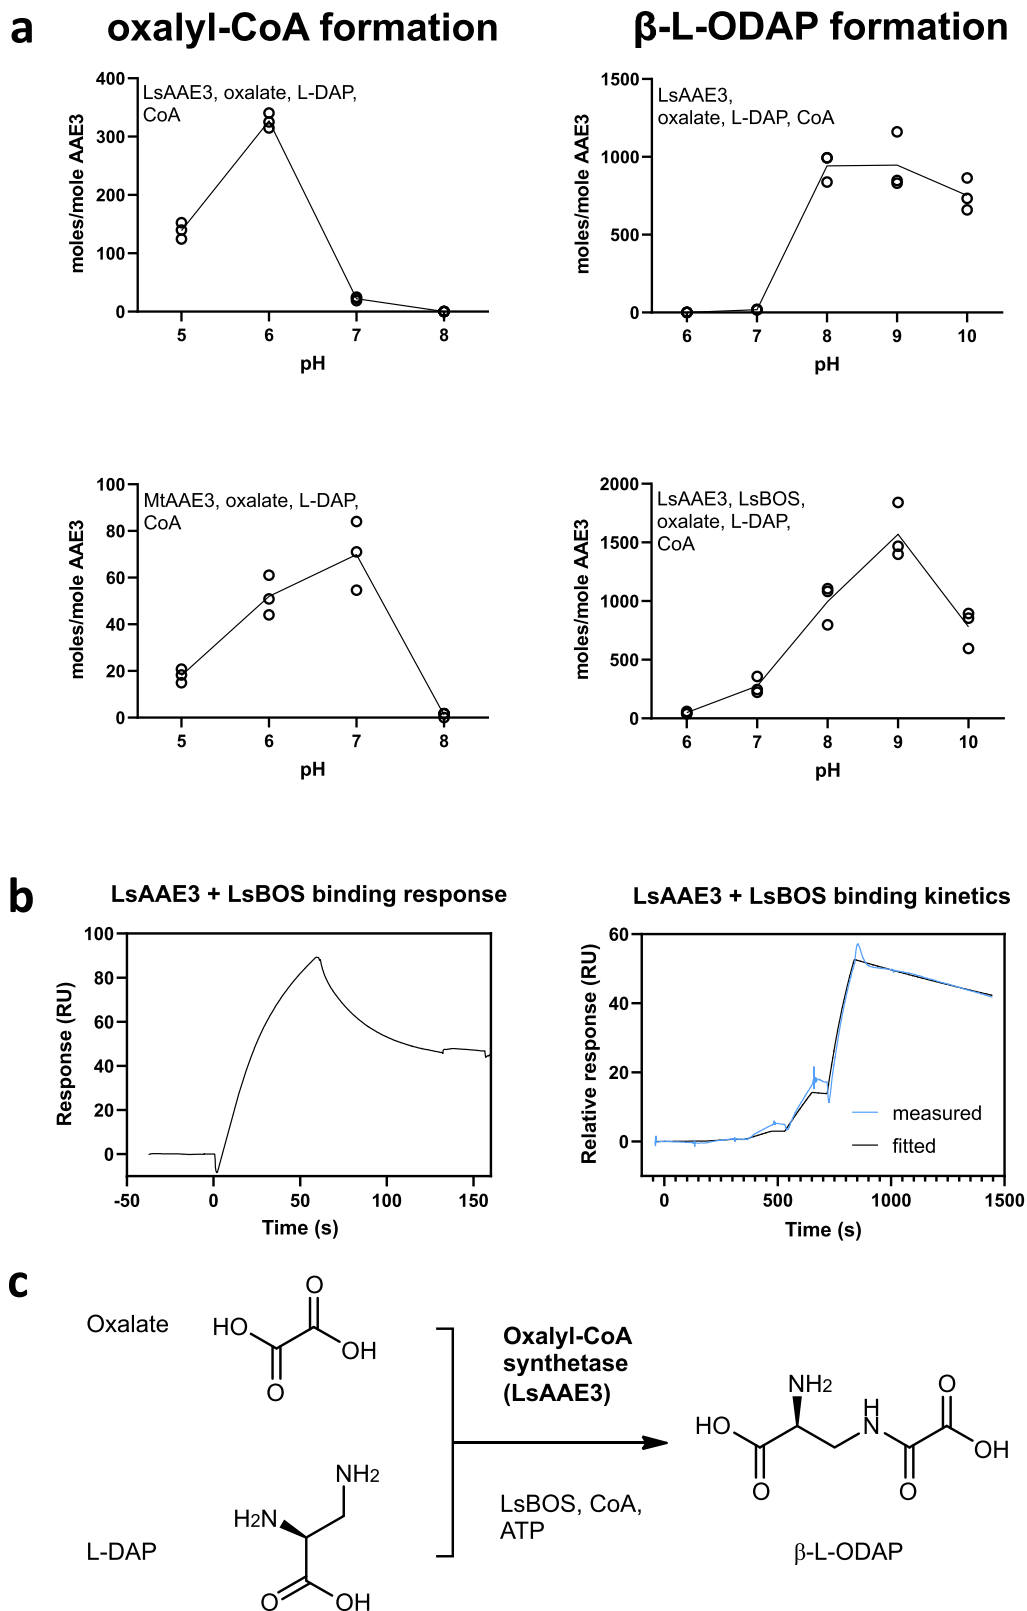 a
oxalyl-CoA formation
β-L-ODAP formation
LsAAE3, oxalate, L-DAP,
CoA
moles/mole AAE3
400
300
200
100
0
5 6 7 8
pH
LsAAE3,
oxalate, L-DAP, CoA
moles/mole AAE3
1500
1000
500
0
6 7 8 9 10
pH
MtAAE3, oxalate, L-DAP,
CoA
moles/mole AAE3
100
80
60
40
20
0
5 6 7 8
pH
LsAAE3, LsBOS,
oxalate, L-DAP,
CoA
moles/mole AAE3
2000
1500
1000
500
0
6 7 8 9 10
pH
b
LsAAE3 + LsBOS binding response
Response (RU)
100
80
60
40
20
0
-50 0 50 100 150
Time (s)
LsAAE3 + LsBOS binding kinetics
Relative response (RU)
60
40
20
0
measured
fitted
0 500 1000 1500
Time (s)
c
Oxalate
O
HO
OH
O
L-DAP
NH2
H2N
O
OH
Oxalyl-CoA
synthetase
(LsAAE3)
LsBOS, CoA,
ATP
NH2
O
H
N
HO
OH
O
O
β-L-ODAP